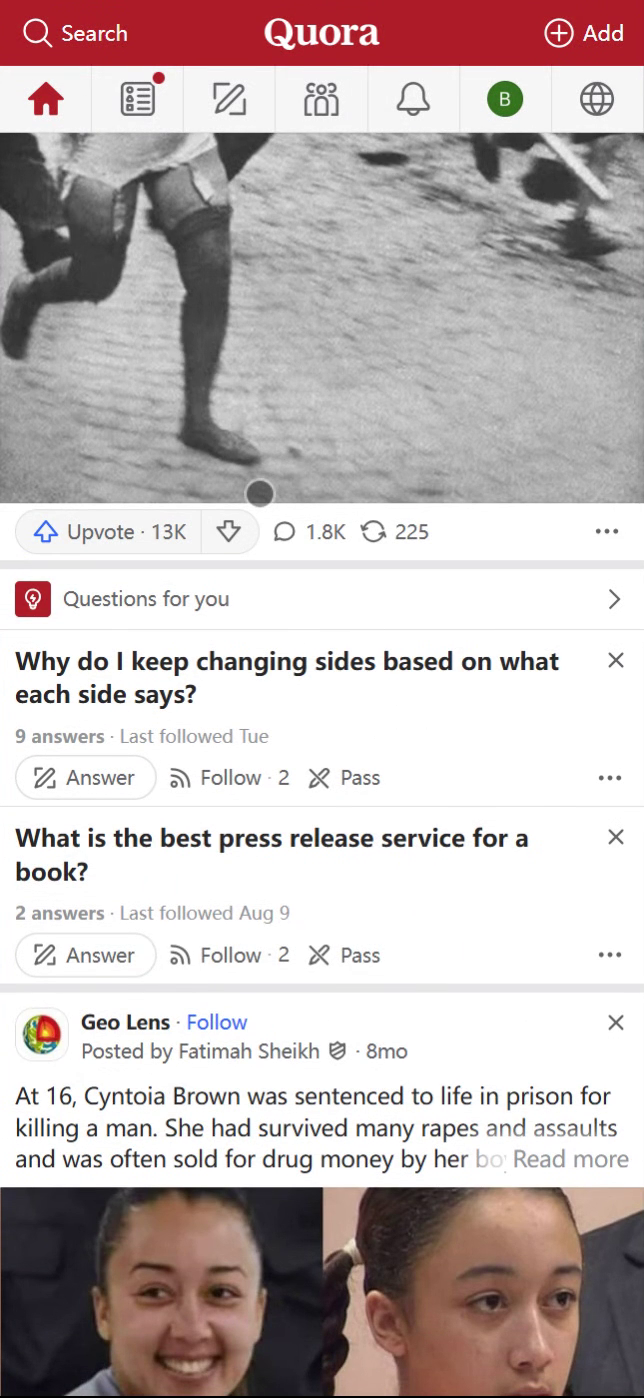 Search
Quora
Add
B
Upvote · 13K
1.8K
225
Questions for you
Why do I keep changing sides based on what
each side says?
9 answers · Last followed Tue
Answer
Follow · 2
Pass
What is the best press release service for a
book?
2 answers · Last followed Aug 9
Answer
Follow · 2
Pass
Geo Lens · Follow
Posted by Fatimah Sheikh · 8mo
At 16, Cyntoia Brown was sentenced to life in prison for
killing a man. She had survived many rapes and assaults
and was often sold for drug money by her Read more